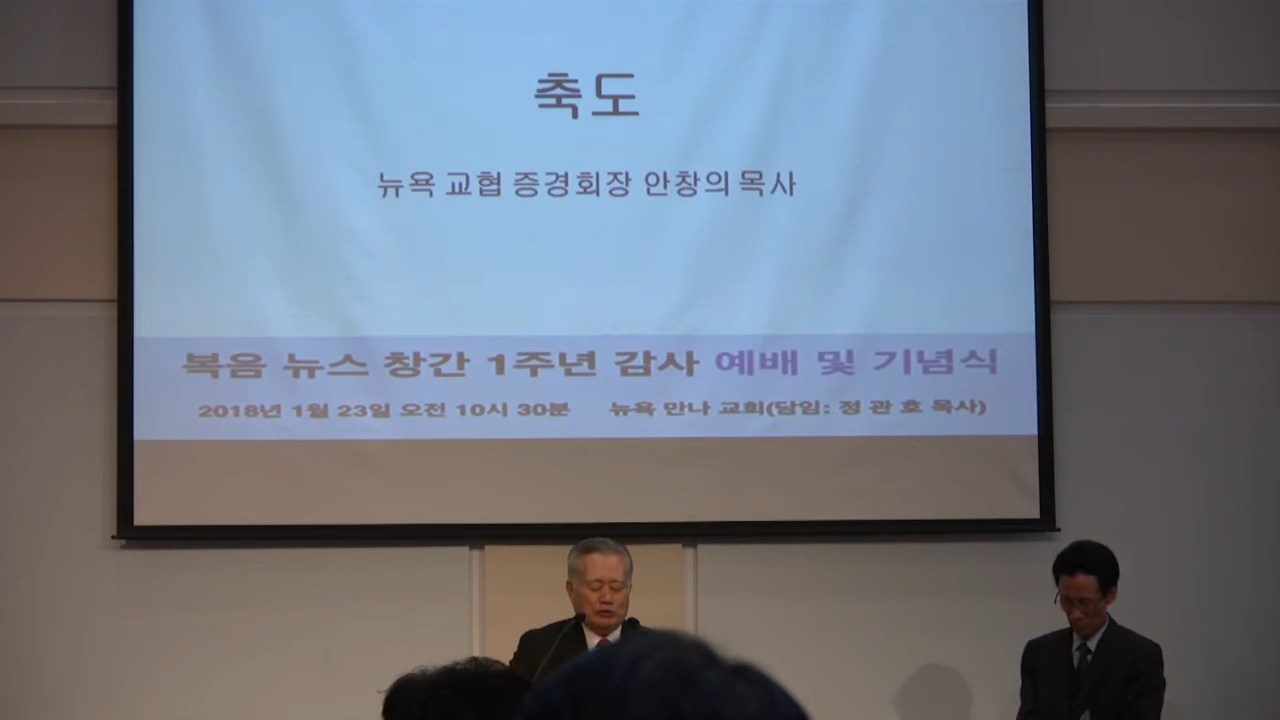 축도
뉴욕 교협 증경회장 안창의 목사
복음 뉴스 창간 1주년 감사 예배 및 기념식
2018년 1월 23일 오전 10시 30분 뉴욕 만나 교회(담임: 정 관 호 목사)